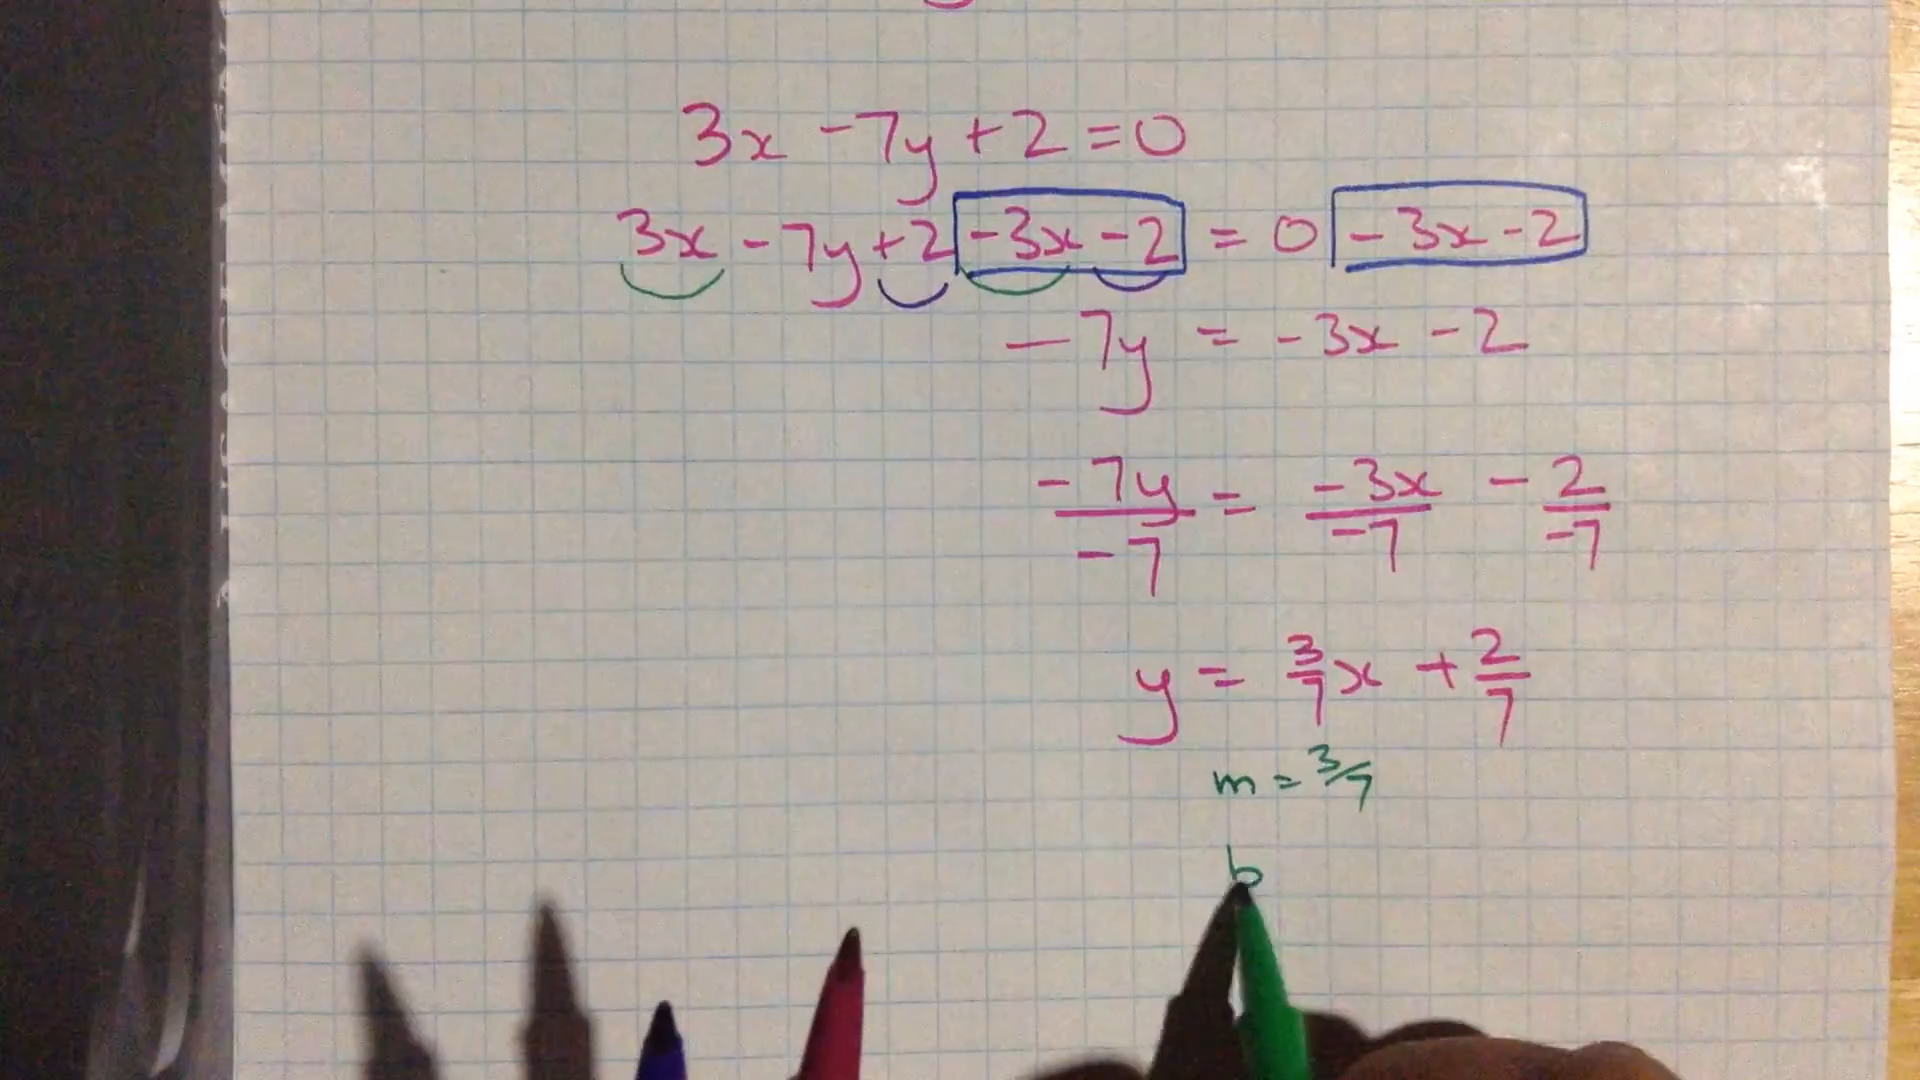 3x - 7y + 2 = 0
3x - 7y + 2 - 3x - 2 = 0 - 3x - 2
- 7y = - 3x - 2
-7y/-7 = -3x/-7 - 2/-7
y = 3/7 x + 2/7
m = 3/7
b